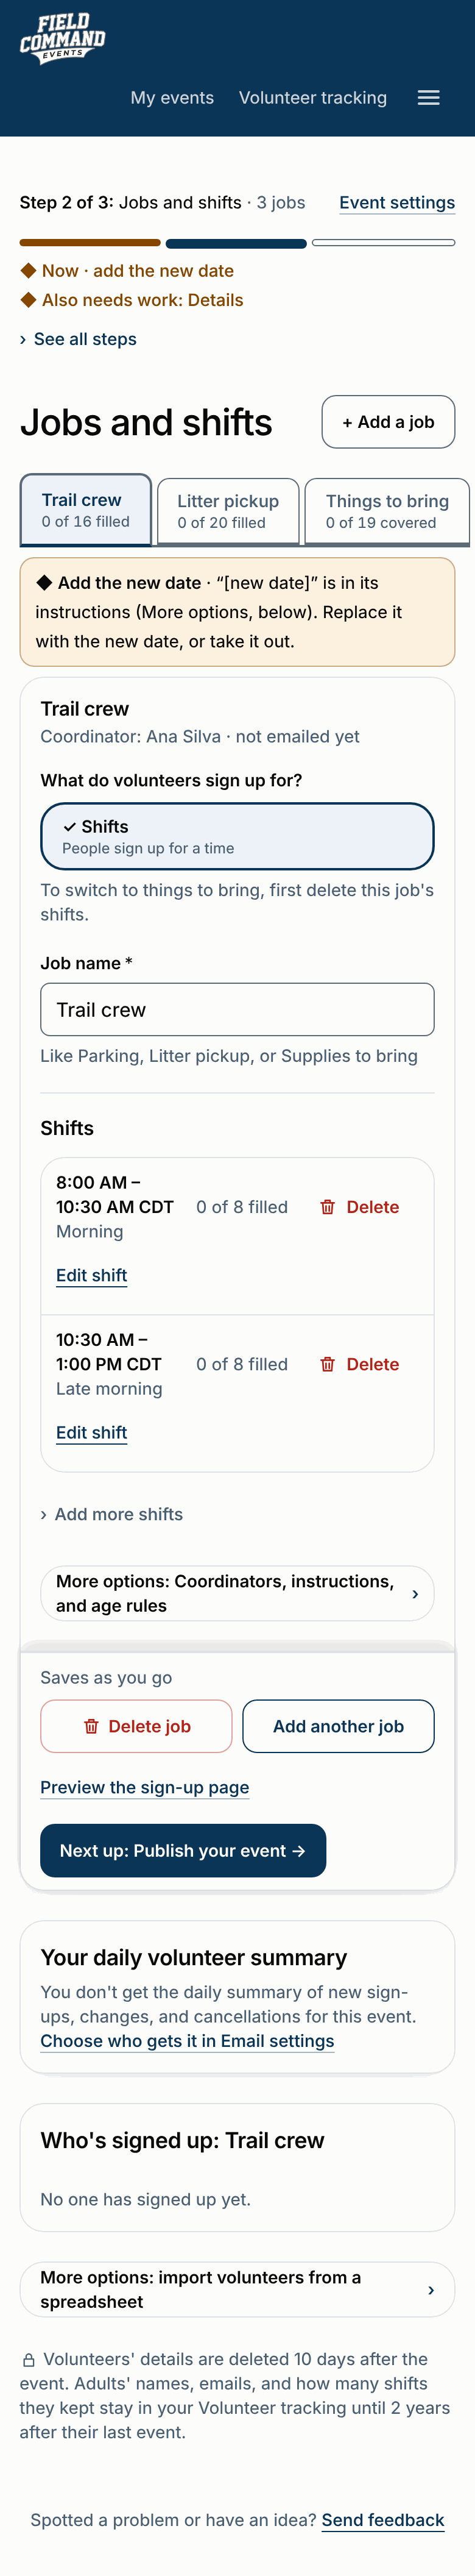 FIELD
COMMAND
EVENTS
My events Volunteer tracking
Step 2 of 3: Jobs and shifts · 3 jobs Event settings
◆ Now · add the new date
◆ Also needs work: Details
› See all steps
Jobs and shifts + Add a job
Trail crew Litter pickup Things to bring
0 of 16 filled 0 of 20 filled 0 of 19 covered
◆ Add the new date · “[new date]” is in its
instructions (More options, below). Replace it
with the new date, or take it out.
Trail crew
Coordinator: Ana Silva · not emailed yet
What do volunteers sign up for?
✓ Shifts
People sign up for a time
To switch to things to bring, first delete this job's
shifts.
Job name *
Trail crew
Like Parking, Litter pickup, or Supplies to bring
Shifts
8:00 AM –
10:30 AM CDT 0 of 8 filled Delete
Morning
Edit shift
10:30 AM –
1:00 PM CDT 0 of 8 filled Delete
Late morning
Edit shift
› Add more shifts
More options: Coordinators, instructions, ›
and age rules
Saves as you go
Delete job Add another job
Preview the sign-up page
Next up: Publish your event →
Your daily volunteer summary
You don't get the daily summary of new sign-
ups, changes, and cancellations for this event.
Choose who gets it in Email settings
Who's signed up: Trail crew
No one has signed up yet.
More options: import volunteers from a ›
spreadsheet
Volunteers' details are deleted 10 days after the
event. Adults' names, emails, and how many shifts
they kept stay in your Volunteer tracking until 2 years
after their last event.
Spotted a problem or have an idea? Send feedback